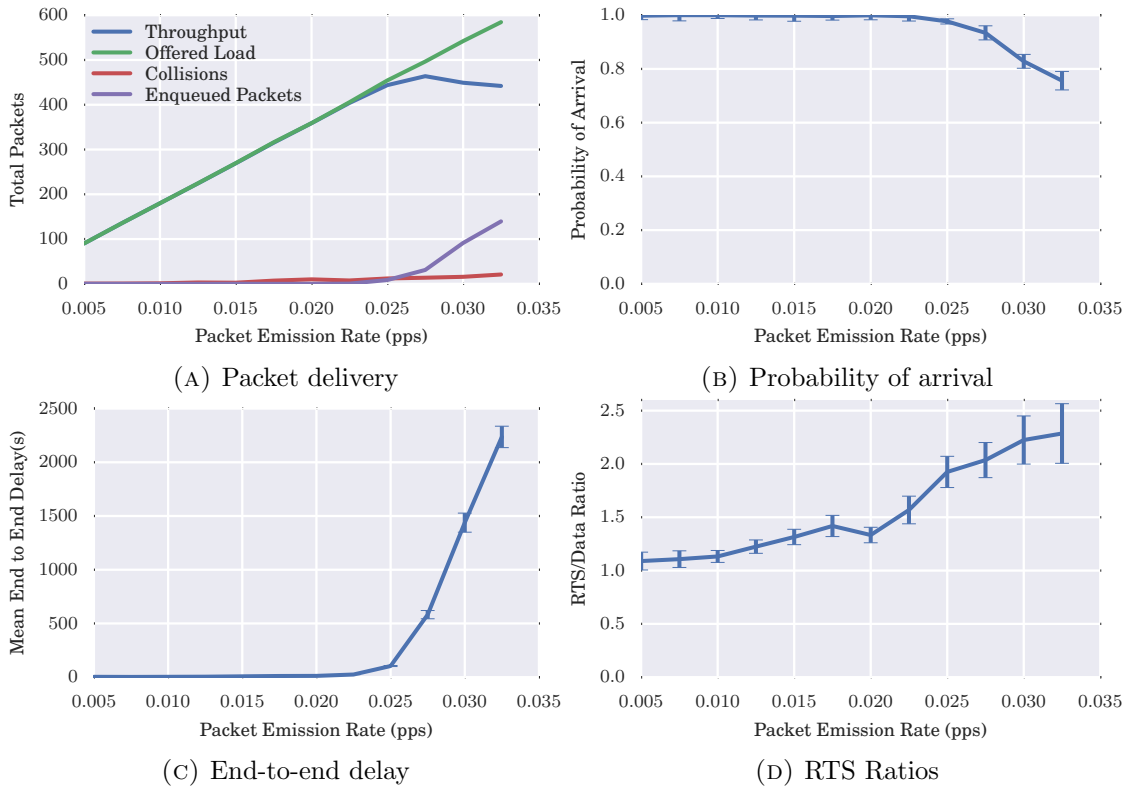 600
500
400
300
200
100
0
Total Packets
Throughput
Offered Load
Collisions
Enqueued Packets
0.005 0.010 0.015 0.020 0.025 0.030 0.035
Packet Emission Rate (pps)
(A) Packet delivery
1.0
0.8
0.6
0.4
0.2
0.0
Probability of Arrival
0.005 0.010 0.015 0.020 0.025 0.030 0.035
Packet Emission Rate (pps)
(B) Probability of arrival
2500
2000
1500
1000
500
0
Mean End to End Delay(s)
0.005 0.010 0.015 0.020 0.025 0.030 0.035
Packet Emission Rate (pps)
(C) End-to-end delay
2.5
2.0
1.5
1.0
0.5
0.0
RTS/Data Ratio
0.005 0.010 0.015 0.020 0.025 0.030 0.035
Packet Emission Rate (pps)
(D) RTS Ratios